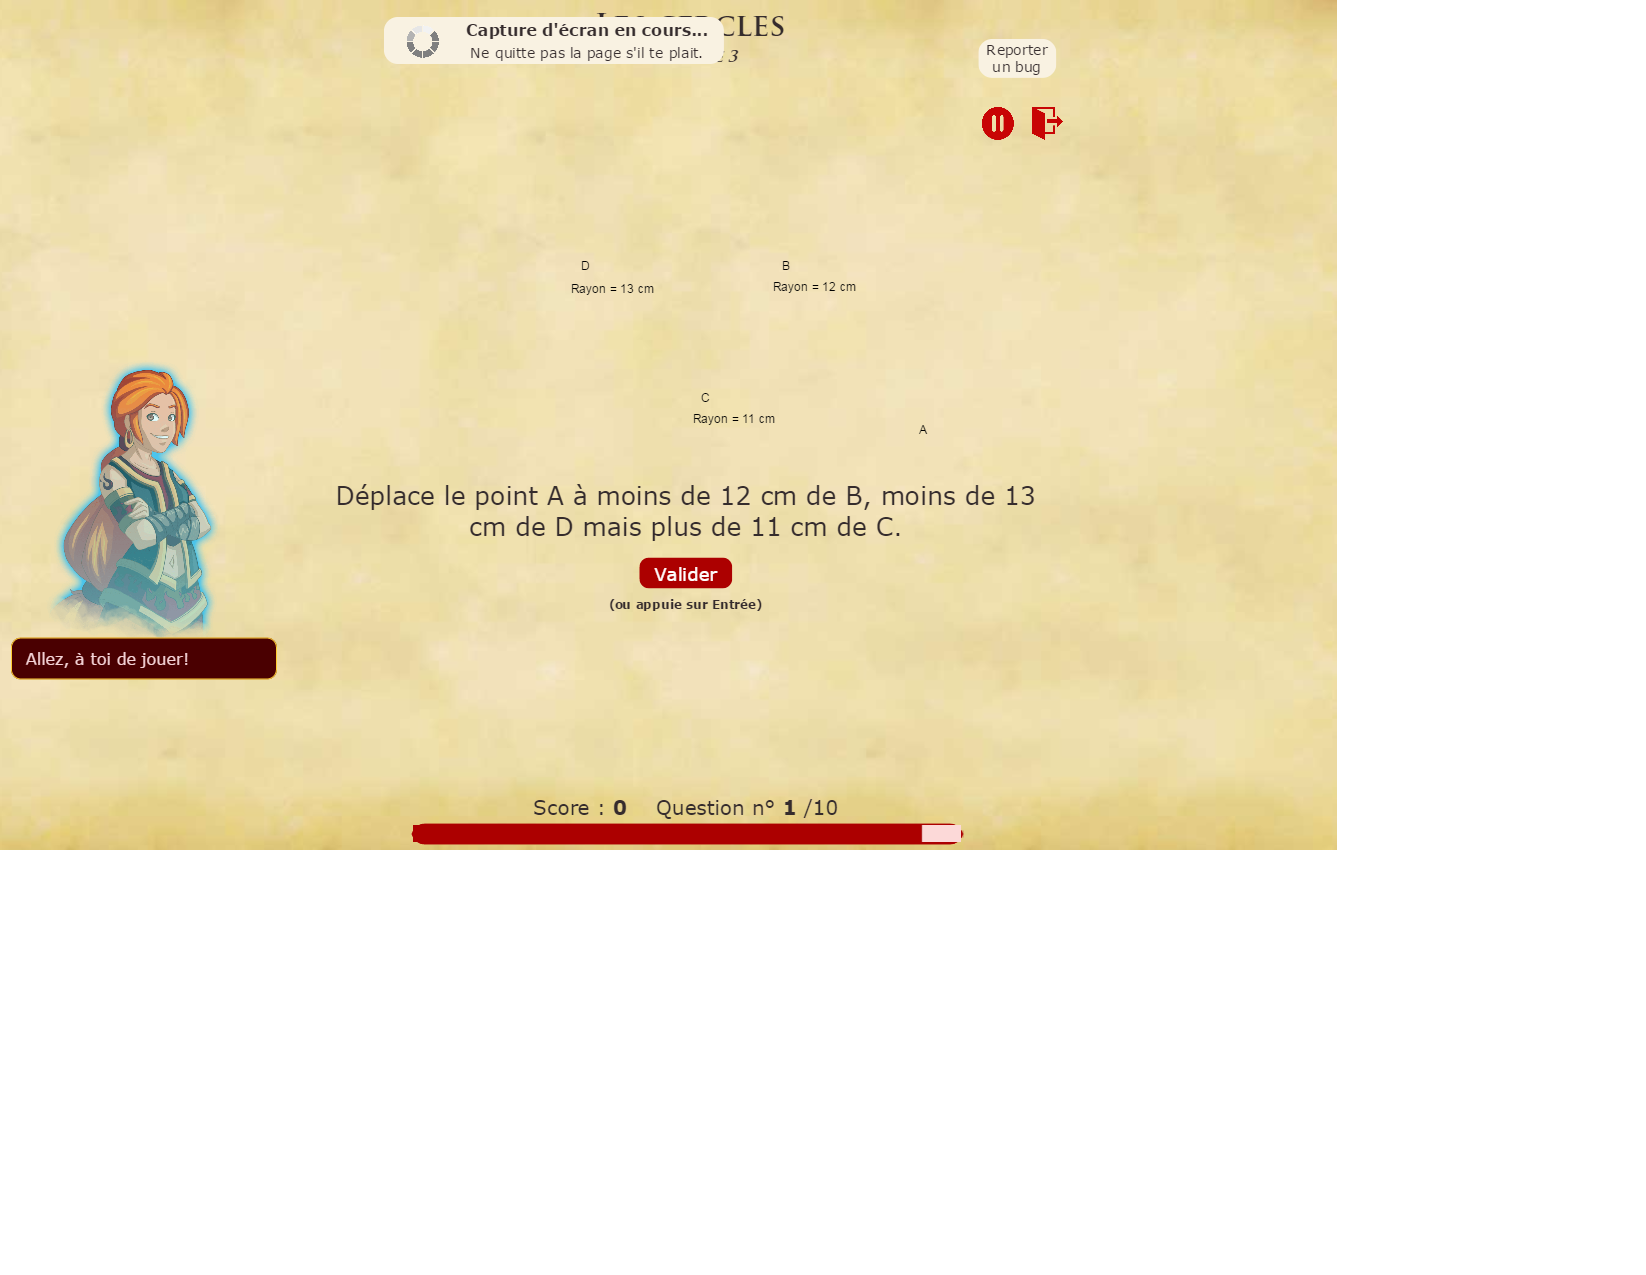 CLES
Capture d'écran en cours...
Ne quitte pas la page s'il te plait.
3
Reporter
un bug
D
B
Rayon = 13 cm
Rayon = 12 cm
C
Rayon = 11 cm
A
Déplace le point A à moins de 12 cm de B, moins de 13
cm de D mais plus de 11 cm de C.
Valider
(ou appuie sur Entrée)
Allez, à toi de jouer!
Score : 0 Question n° 1 /10